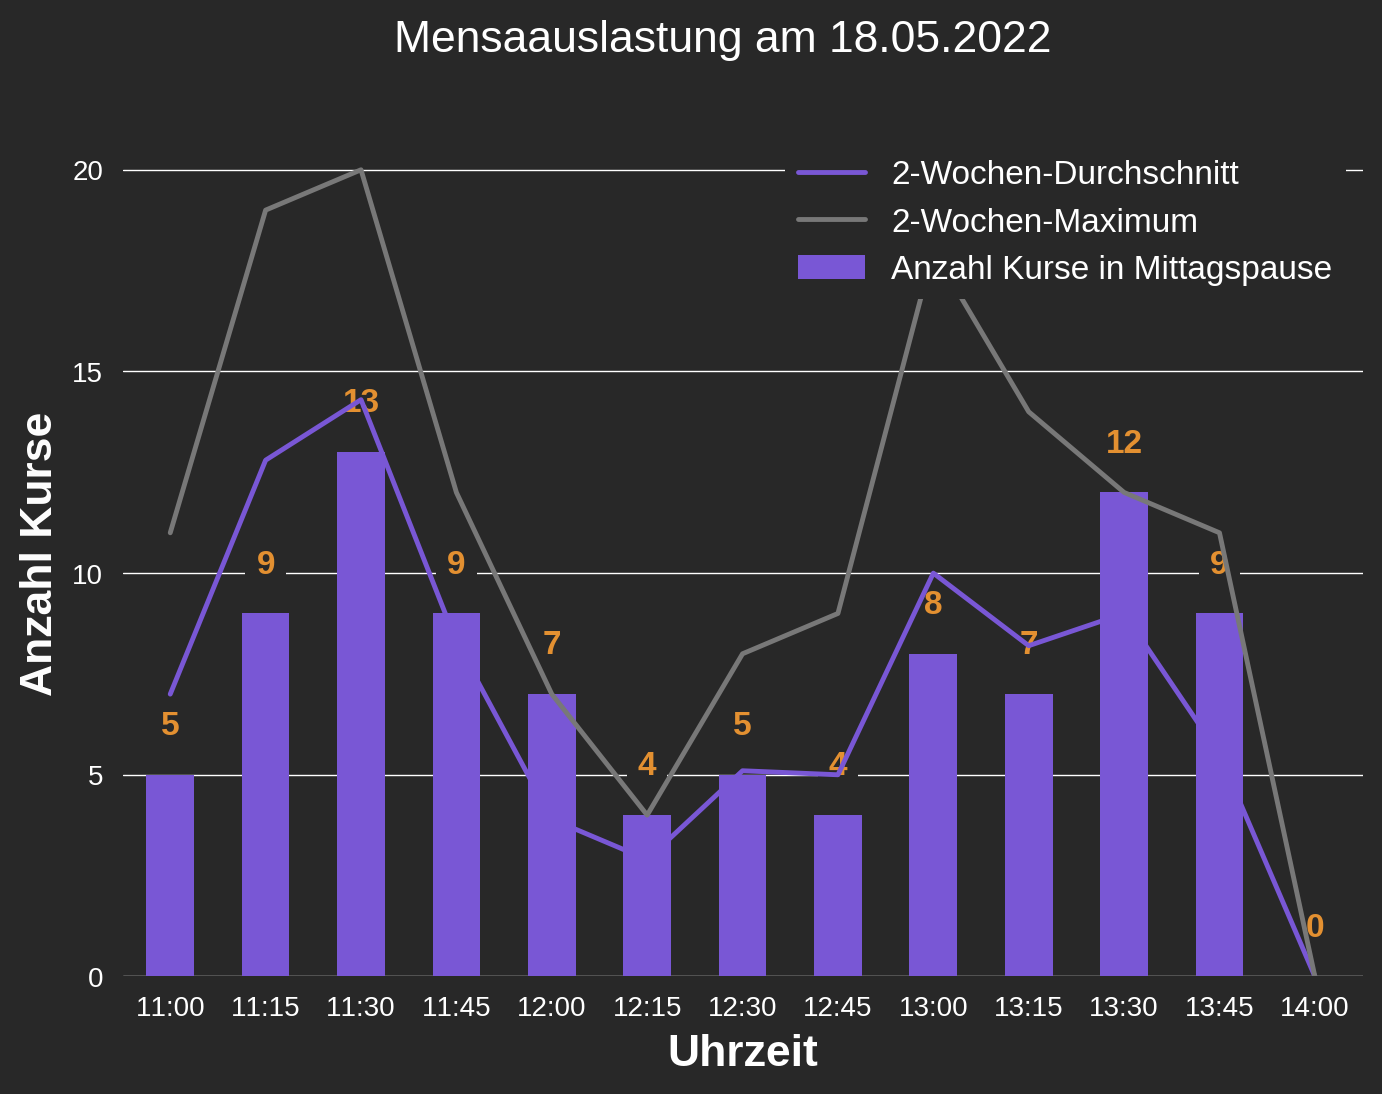 Mensaauslastung am 18.05.2022
2-Wochen-Durchschnitt
2-Wochen-Maximum
Anzahl Kurse in Mittagspause
Anzahl Kurse
20
15
10
5
0
5
9
13
9
7
4
5
4
8
7
12
9
0
11:00 11:15 11:30 11:45 12:00 12:15 12:30 12:45 13:00 13:15 13:30 13:45 14:00
Uhrzeit